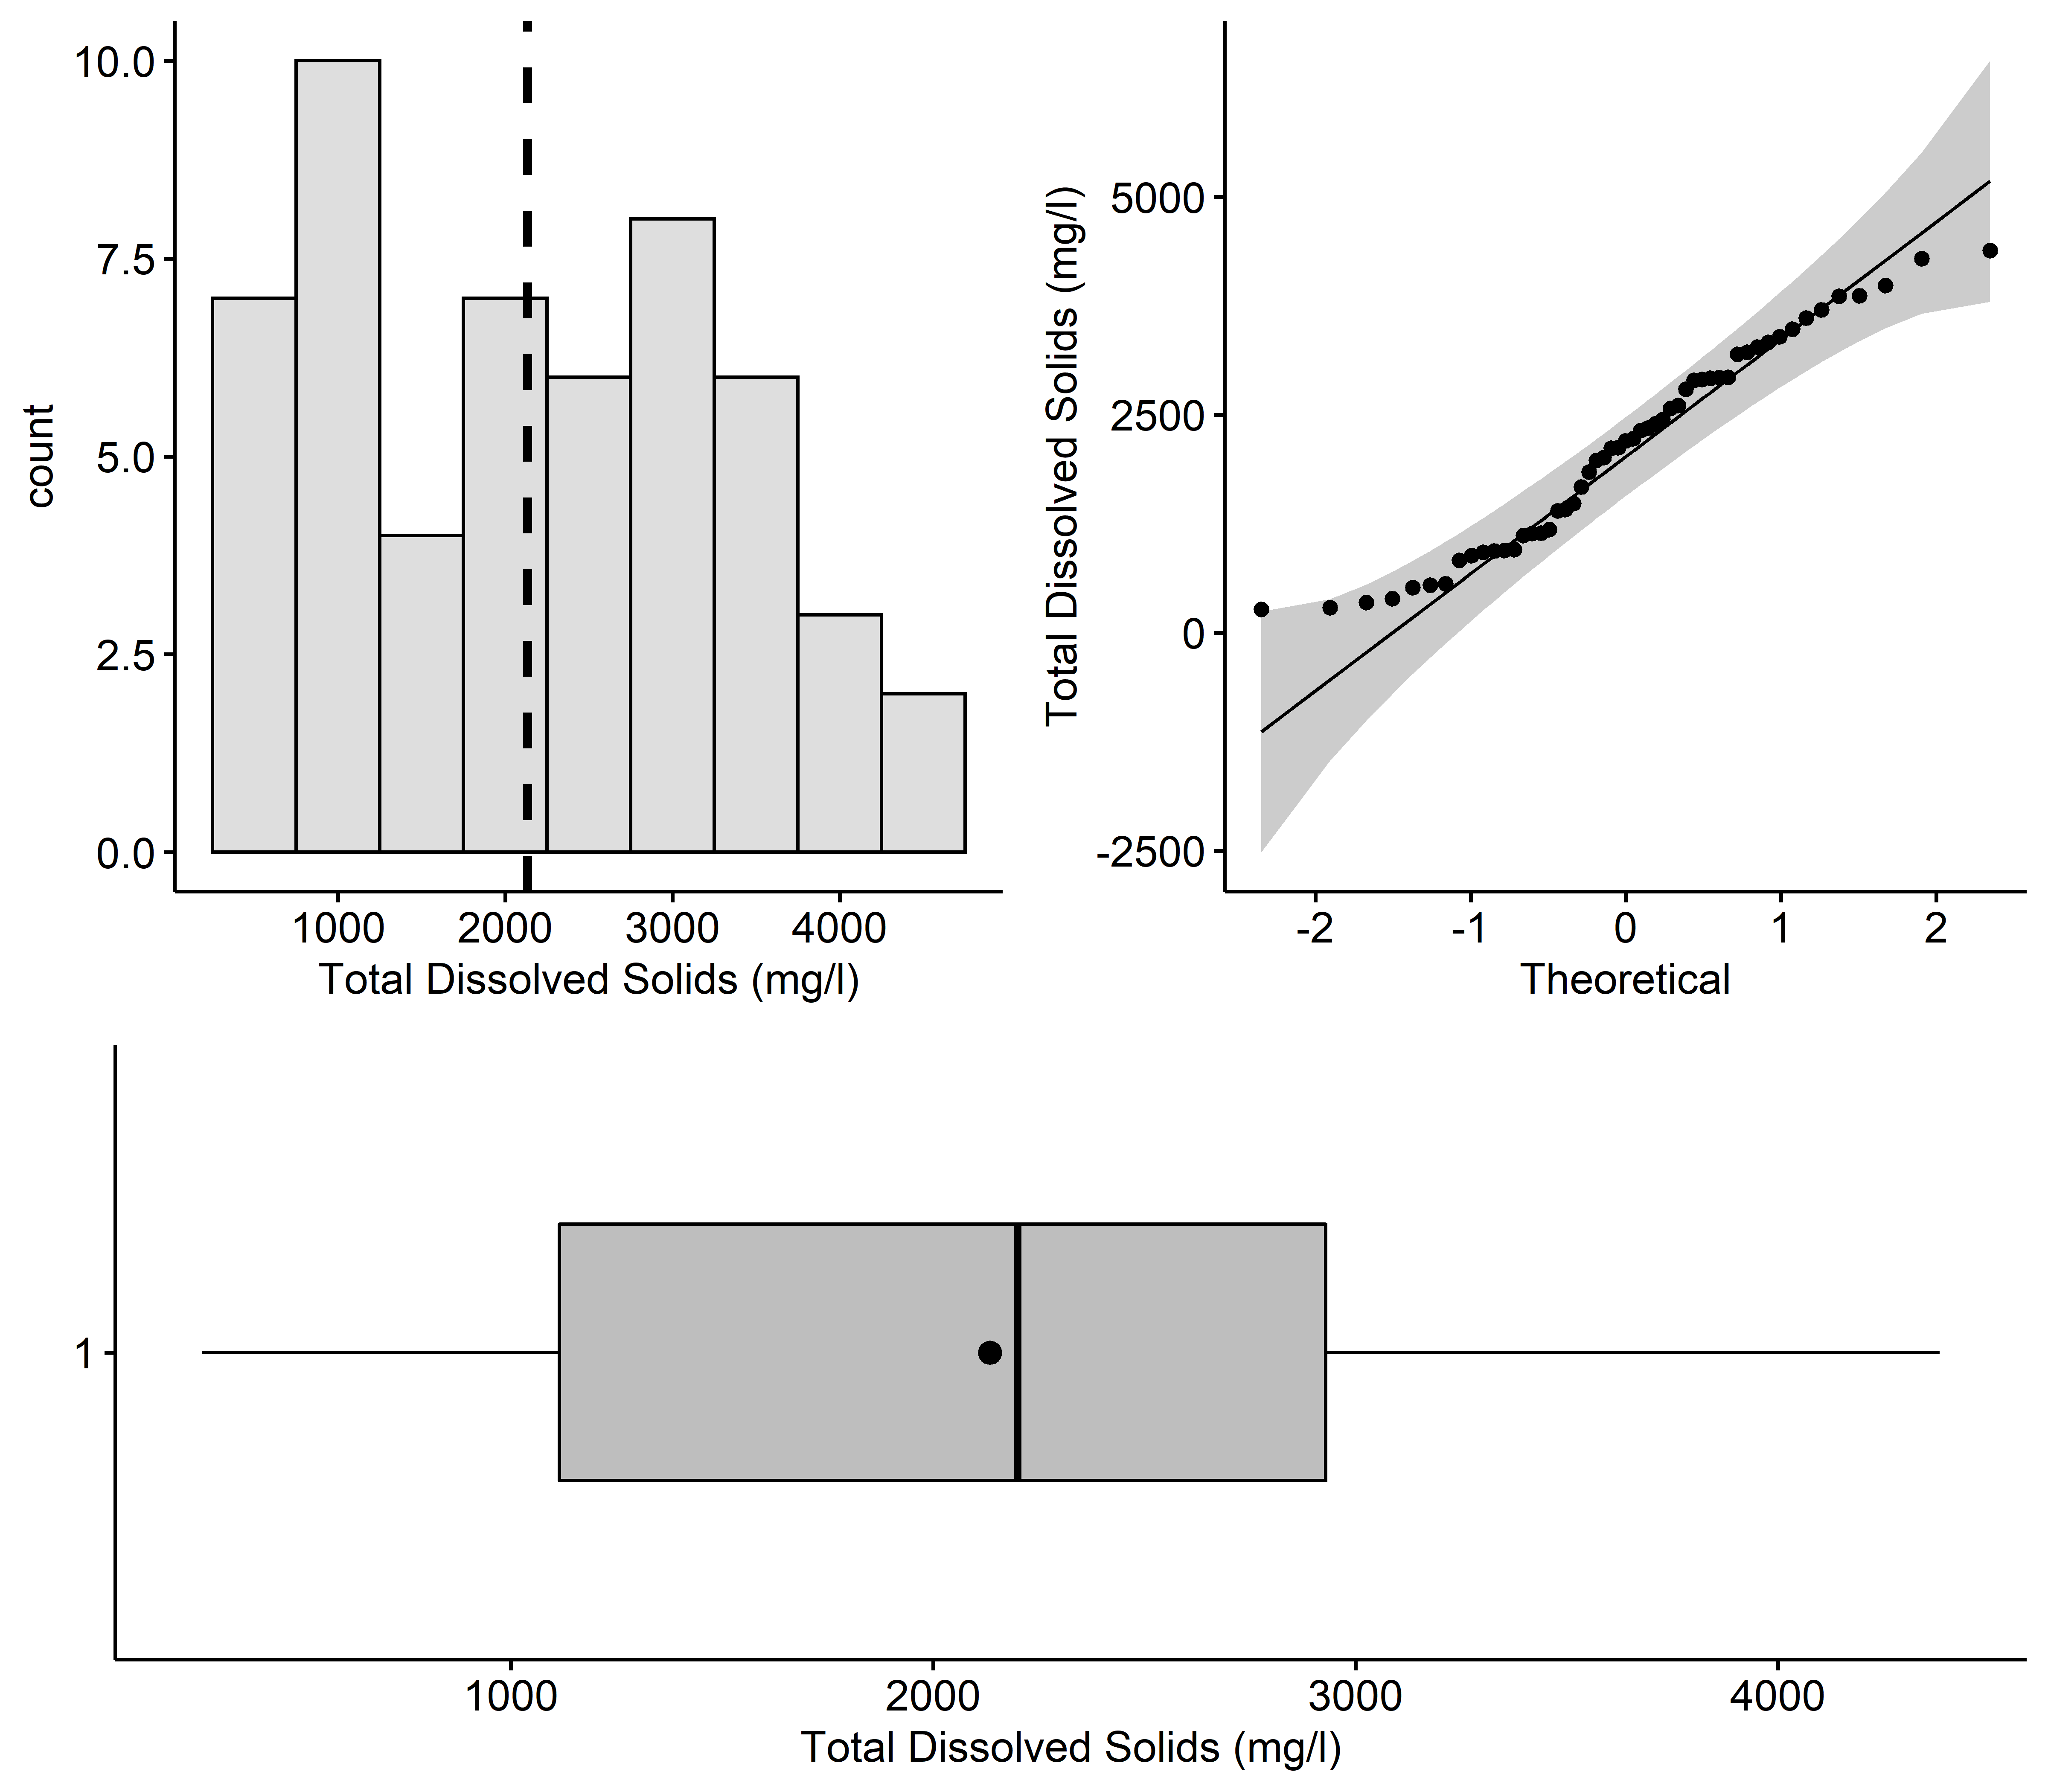 10.0
7.5
5.0
2.5
0.0
count
1000 2000 3000 4000
Total Dissolved Solids (mg/l)
5000
2500
0
-2500
Total Dissolved Solids (mg/l)
-2 -1 0 1 2
Theoretical
1
1000 2000 3000 4000
Total Dissolved Solids (mg/l)